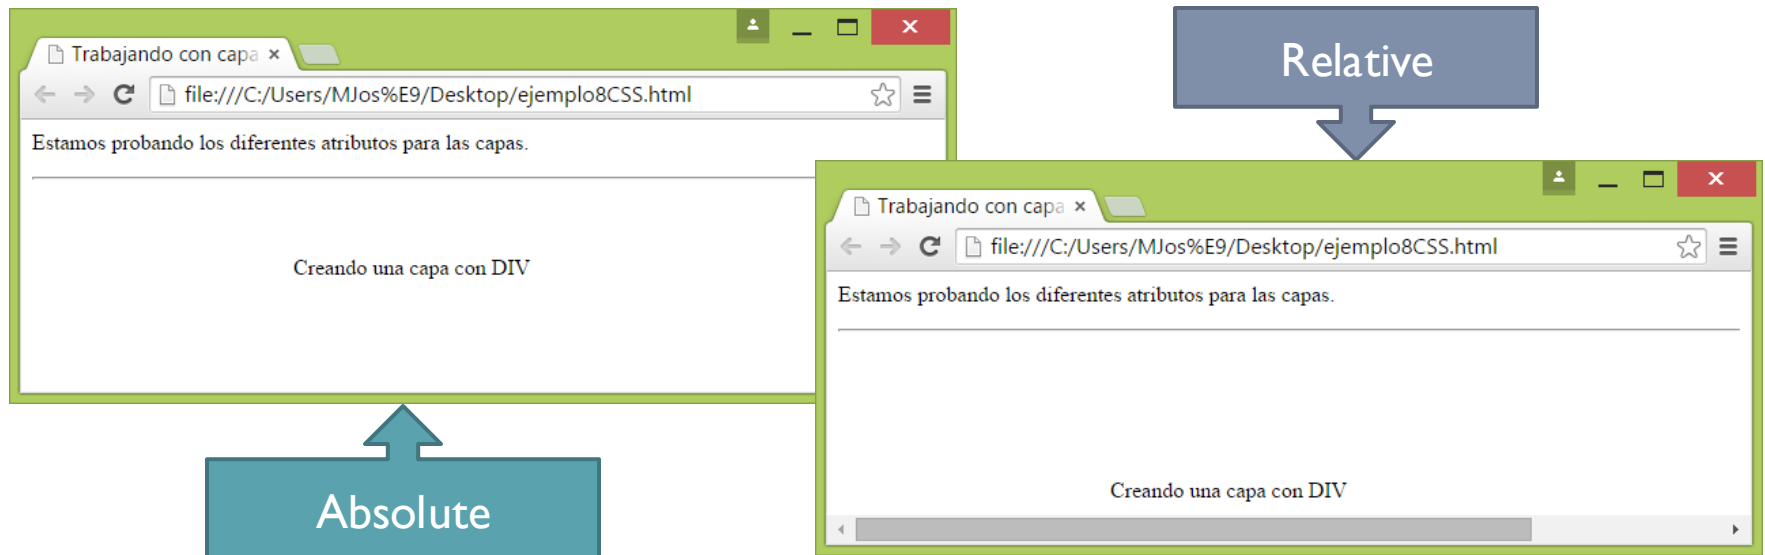 Trabajando con capa
file:///C:/Users/MJos%E9/Desktop/ejemplo8CSS.html
Estamos probando los diferentes atributos para las capas.
Creando una capa con DIV
Absolute
Relative
Trabajando con capa
file:///C:/Users/MJos%E9/Desktop/ejemplo8CSS.html
Estamos probando los diferentes atributos para las capas.
Creando una capa con DIV